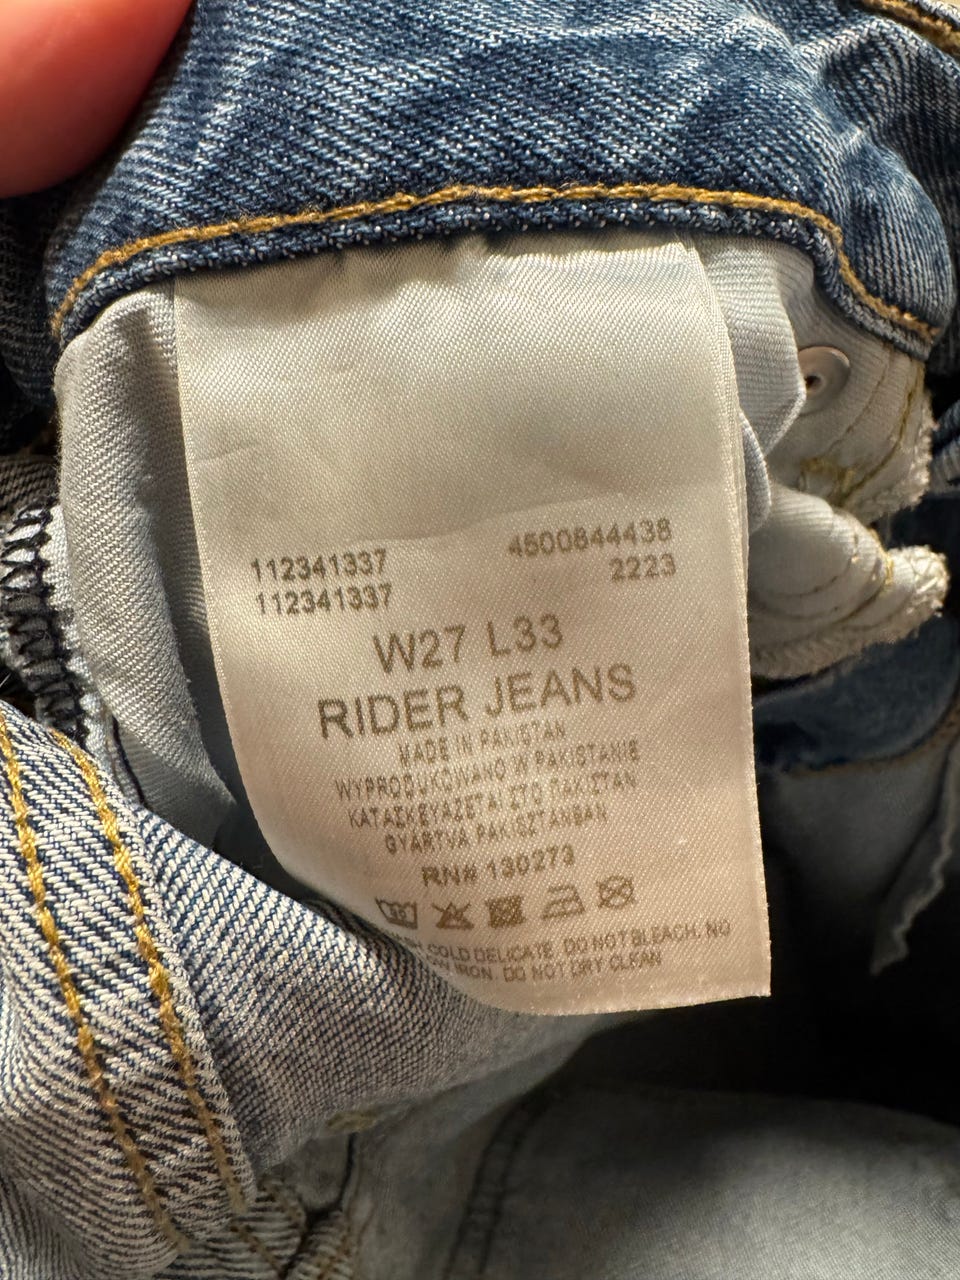 112341337 4500844438
112341337 2223
W27 L33
RIDER JEANS
MADE IN PAKISTAN
WYPRODUKOWANO W PAKISTANIE
ΚΑΤΑΣΚΕΥΑΖΕΤΑΙ ΣΤΟ ΠΑΚΙΣΤΑΝ
GYARTVA PAKISZTANBAN
RN# 130273
COLD DELICATE. DO NOT BLEACH. NO
IRON. DO NOT DRY CLEAN